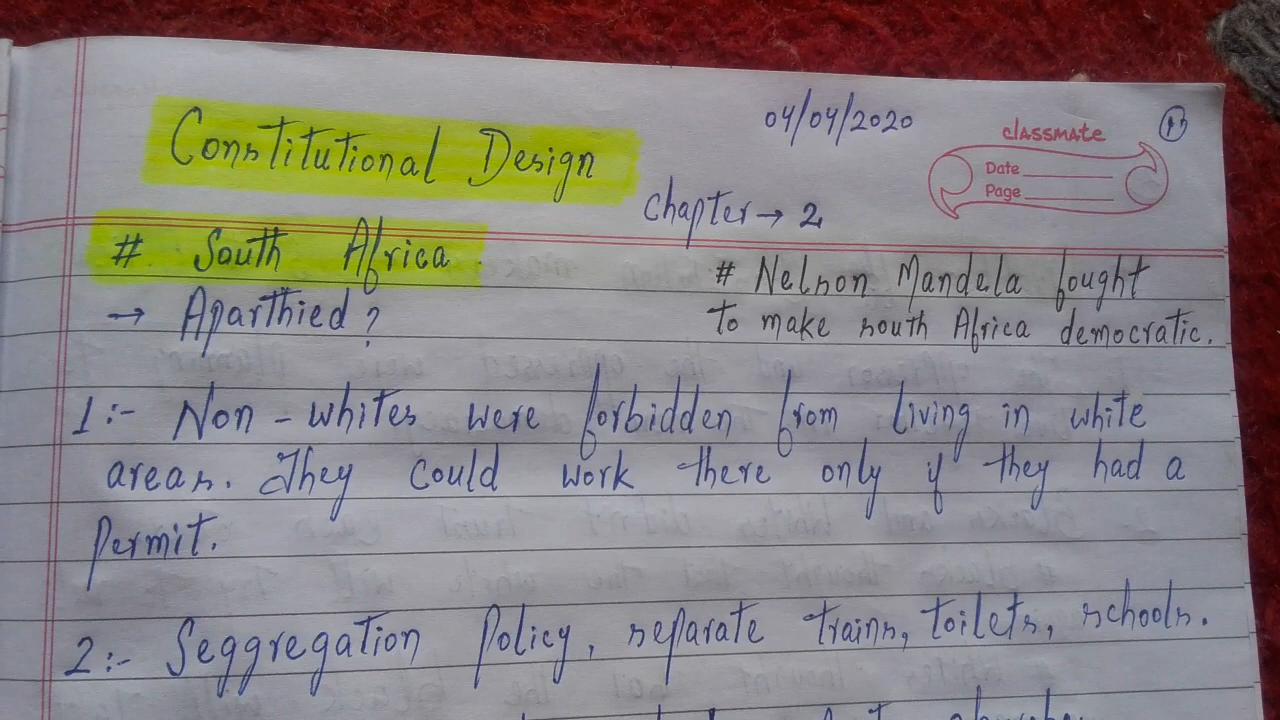 Constitutional Design
04/04/2020
classmate
Date
Page
Chapter → 2
# South Africa
→ Aparthied?
# Nelson Mandela fought
to make south Africa democratic.
1:- Non-whites were forbidden from living in white
areas. They could work there only if they had a
permit.
2:- Seggregation Policy, separate trains, toilets, schools.